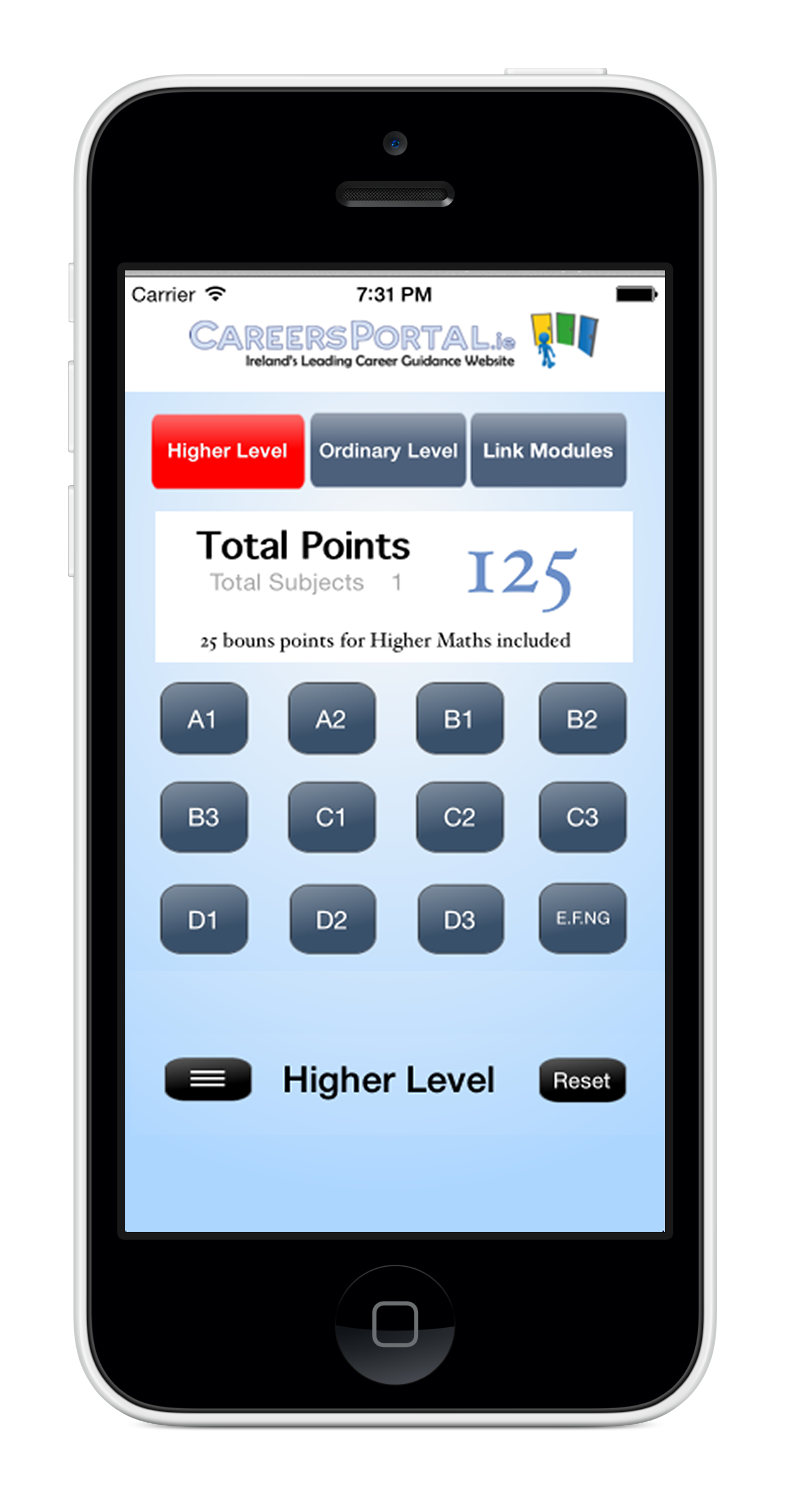 Carrier 7:31 PM
CAREERSPORTAL.ie
Ireland's Leading Career Guidance Website
Higher Level Ordinary Level Link Modules
Total Points 125
Total Subjects 1
25 bouns points for Higher Maths included
A1 A2 B1 B2
B3 C1 C2 C3
D1 D2 D3 E.F.NG
Higher Level Reset